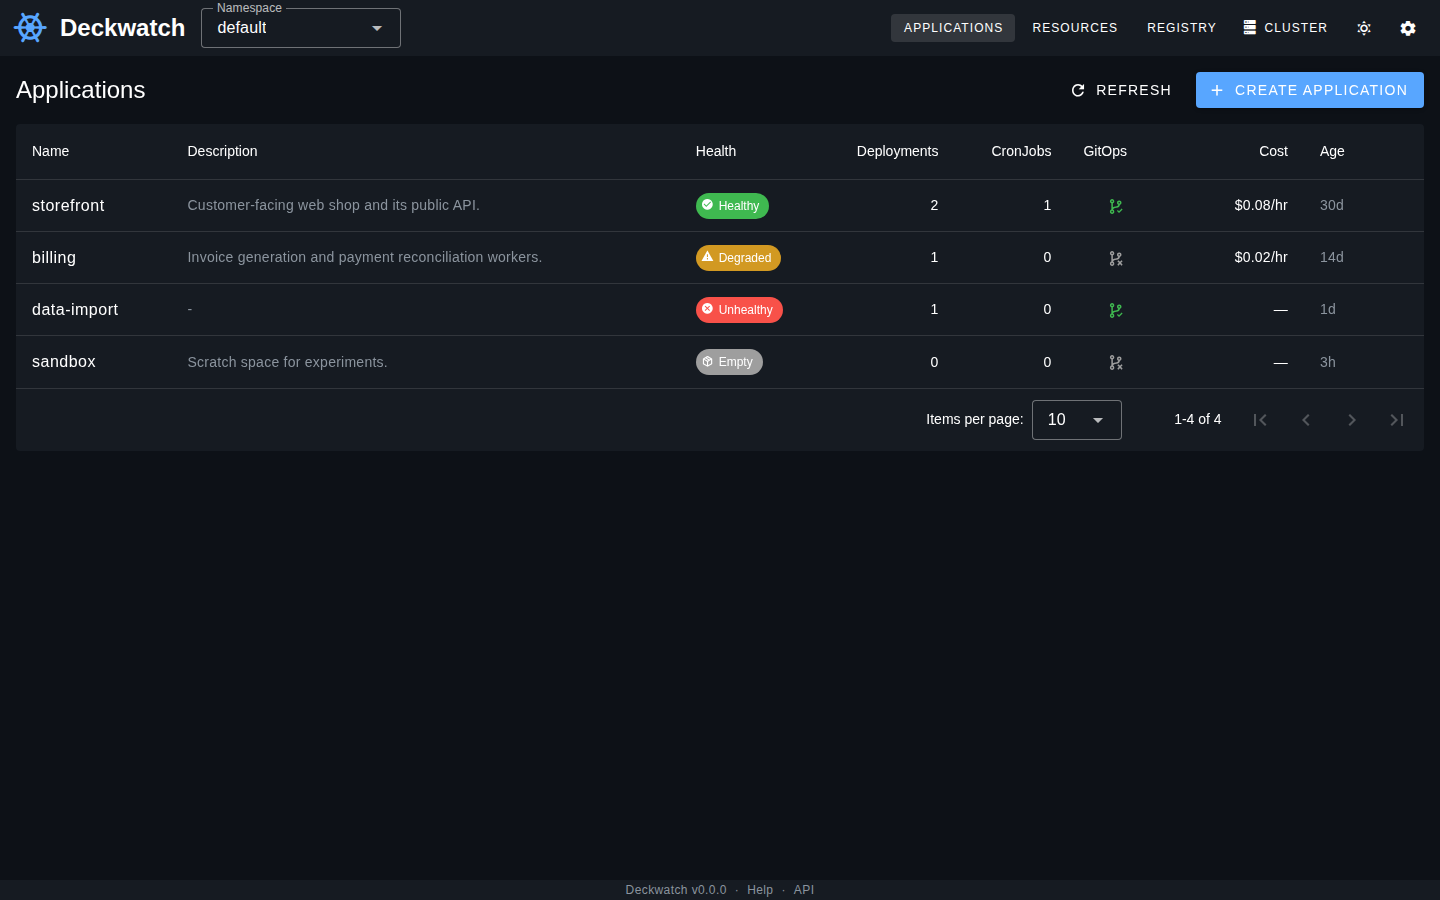 Deckwatch
Namespace
default
APPLICATIONS RESOURCES REGISTRY CLUSTER
Applications
REFRESH CREATE APPLICATION
Name Description Health Deployments CronJobs GitOps Cost Age
storefront Customer-facing web shop and its public API. Healthy 2 1 $0.08/hr 30d
billing Invoice generation and payment reconciliation workers. Degraded 1 0 $0.02/hr 14d
data-import - Unhealthy 1 0 — 1d
sandbox Scratch space for experiments. Empty 0 0 — 3h
Items per page: 10 1-4 of 4
Deckwatch v0.0.0 · Help · API